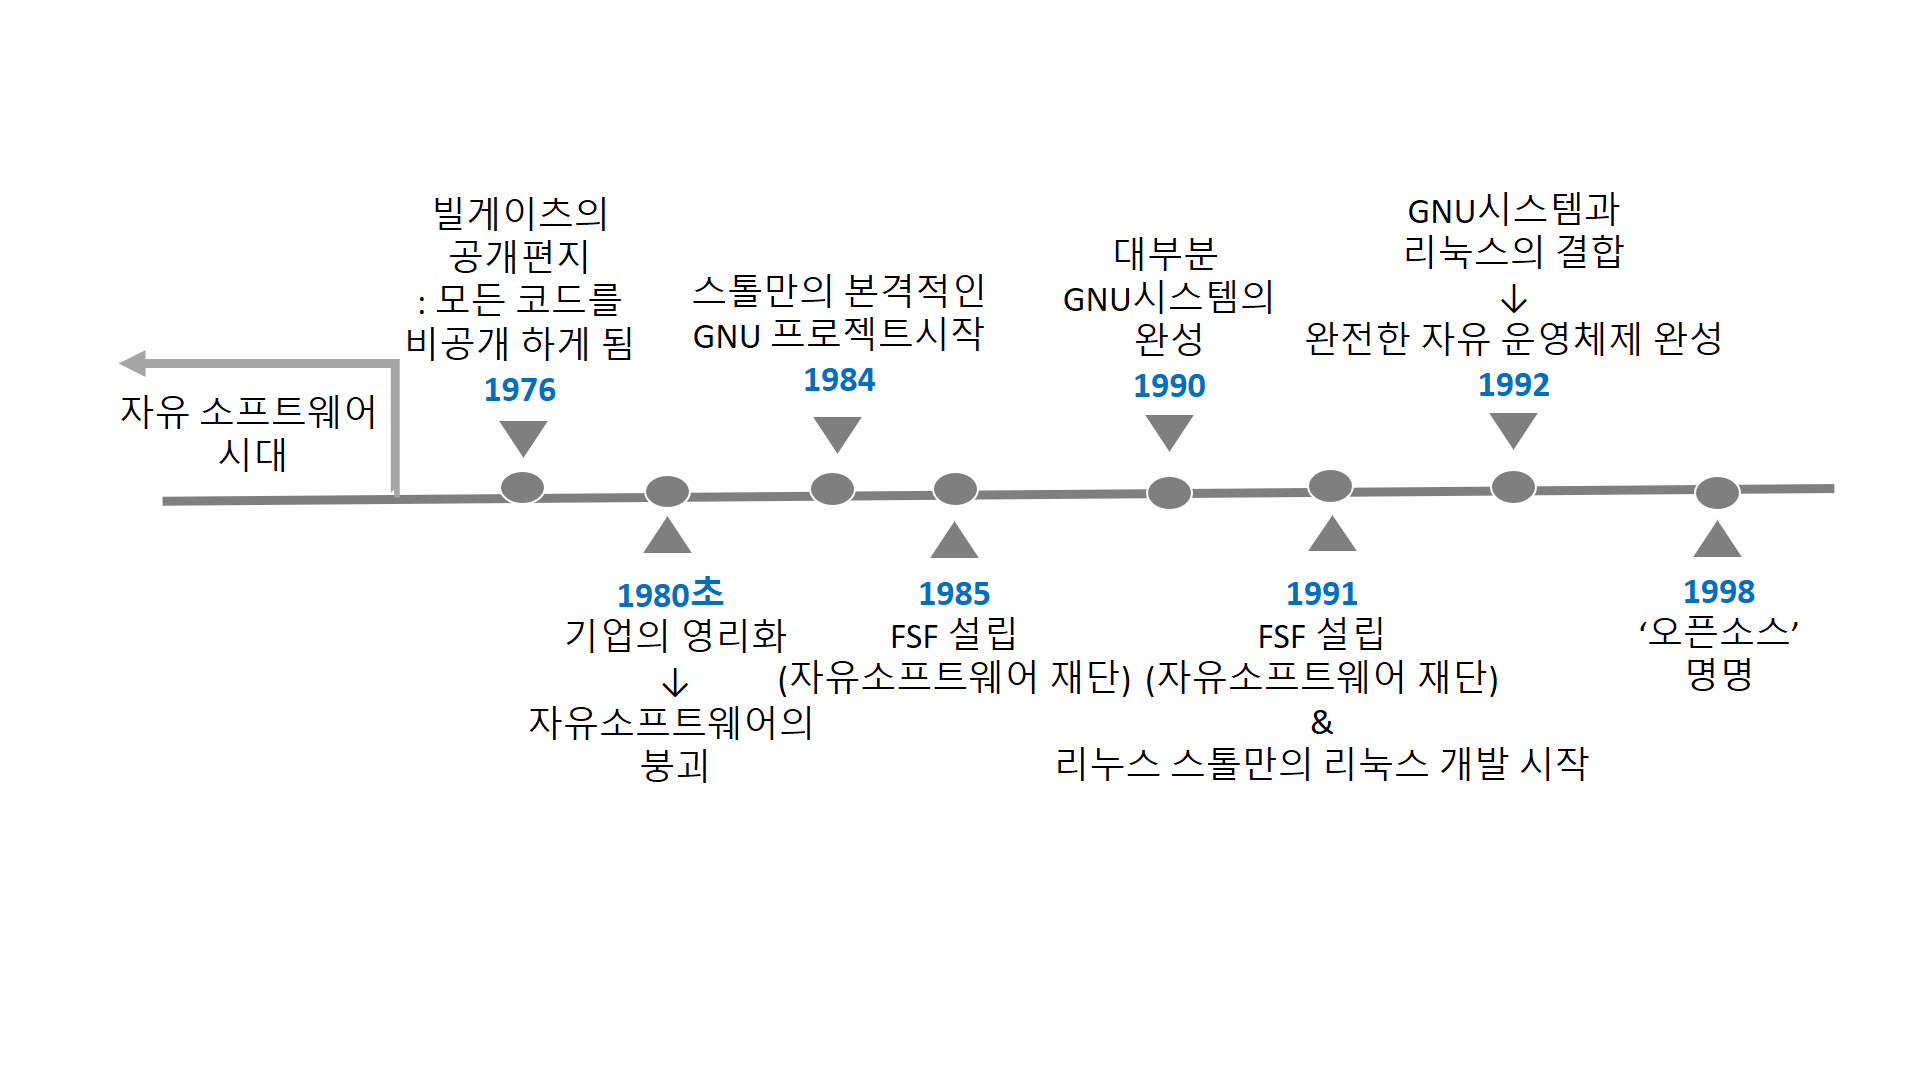 자유 소프트웨어
시대
빌게이츠의
공개편지
: 모든 코드를
비공개 하게 됨
1976
1980초
기업의 영리화
↓
자유소프트웨어의
붕괴
스톨만의 본격적인
GNU 프로젝트시작
1984
1985
FSF 설립
(자유소프트웨어 재단)
대부분
GNU시스템의
완성
1990
1991
FSF 설립
(자유소프트웨어 재단)
&
리누스 스톨만의 리눅스 개발 시작
GNU시스템과
리눅스의 결합
↓
완전한 자유 운영체제 완성
1992
1998
‘오픈소스’
명명